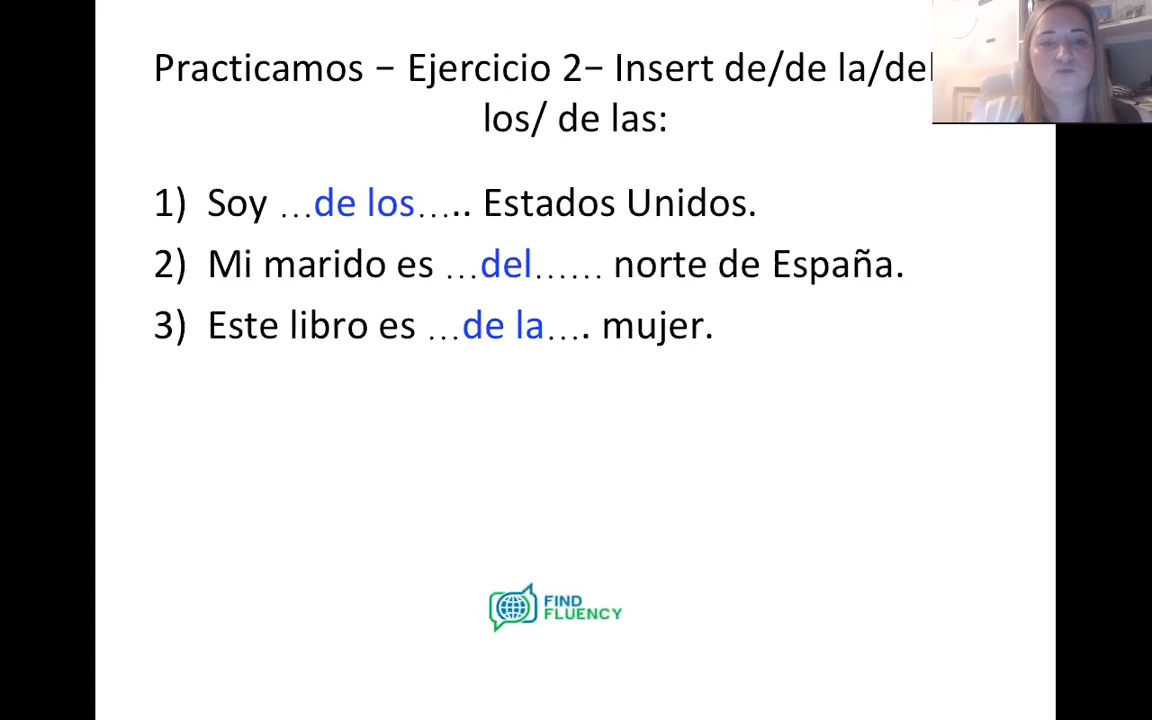 Practicamos – Ejercicio 2– Insert de/de la/del
los/ de las:
1) Soy ...de los..... Estados Unidos.
2) Mi marido es ...del...... norte de España.
3) Este libro es ...de la.... mujer.
FIND
FLUENCY